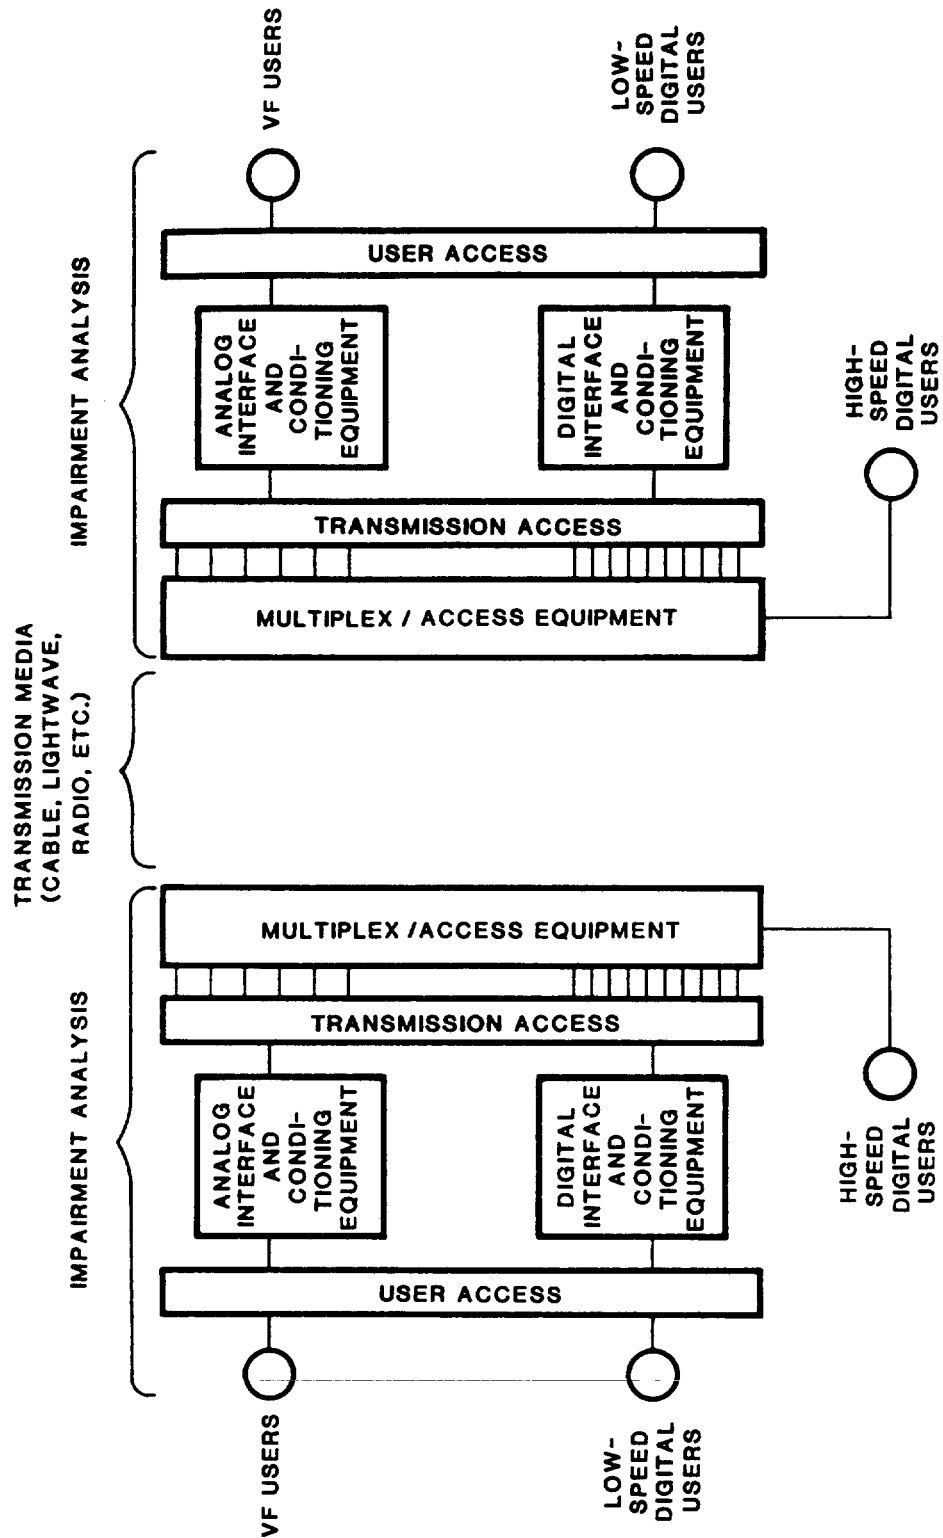 TRANSMISSION MEDIA
(CABLE, LIGHTWAVE,
RADIO, ETC.)
IMPAIRMENT ANALYSIS
IMPAIRMENT ANALYSIS
VF USERS
ANALOG
INTERFACE
AND
CONDI-
TIONING
EQUIPMENT
ANALOG
INTERFACE
AND
CONDI-
TIONING
EQUIPMENT
VF USERS
USER ACCESS
TRANSMISSION ACCESS
MULTIPLEX / ACCESS EQUIPMENT
MULTIPLEX / ACCESS EQUIPMENT
TRANSMISSION ACCESS
USER ACCESS
LOW-
SPEED
DIGITAL
USERS
DIGITAL
INTERFACE
AND
CONDI-
TIONING
EQUIPMENT
DIGITAL
INTERFACE
AND
CONDI-
TIONING
EQUIPMENT
LOW-
SPEED
DIGITAL
USERS
HIGH-
SPEED
DIGITAL
USERS
HIGH-
SPEED
DIGITAL
USERS